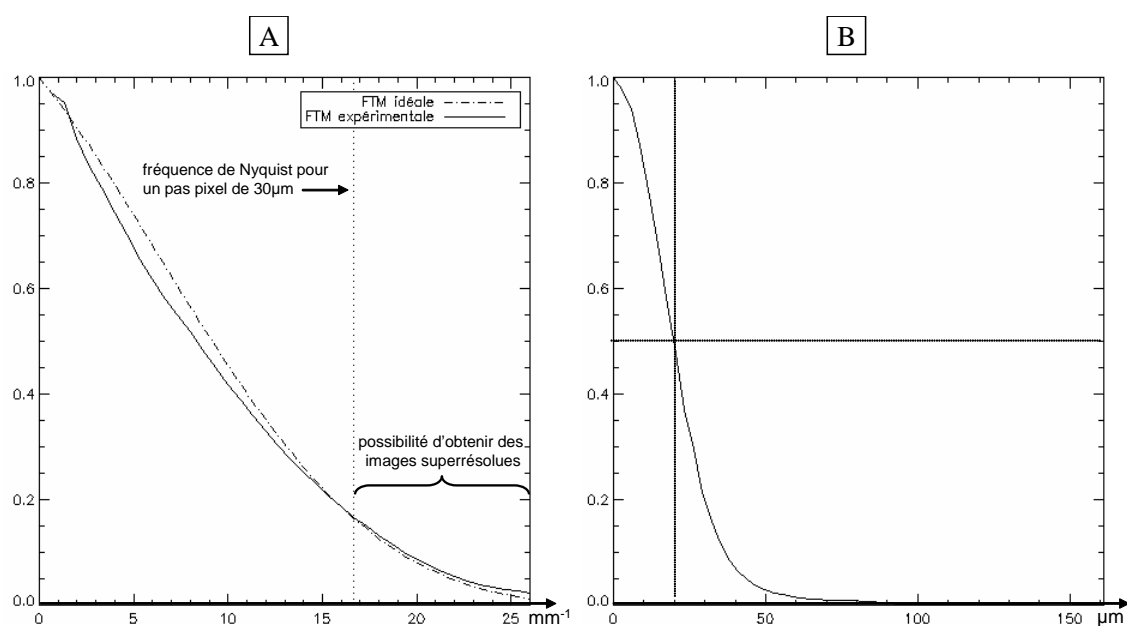 A
1.0
0.8
0.6
0.4
0.2
0.0
0
5
10
15
20
25
mm⁻¹
FTM idéale
FTM expérimentale
fréquence de Nyquist pour
un pas pixel de 30µm
possibilité d'obtenir des
images superrésolues
B
1.0
0.8
0.6
0.4
0.2
0.0
0
50
100
150
µm